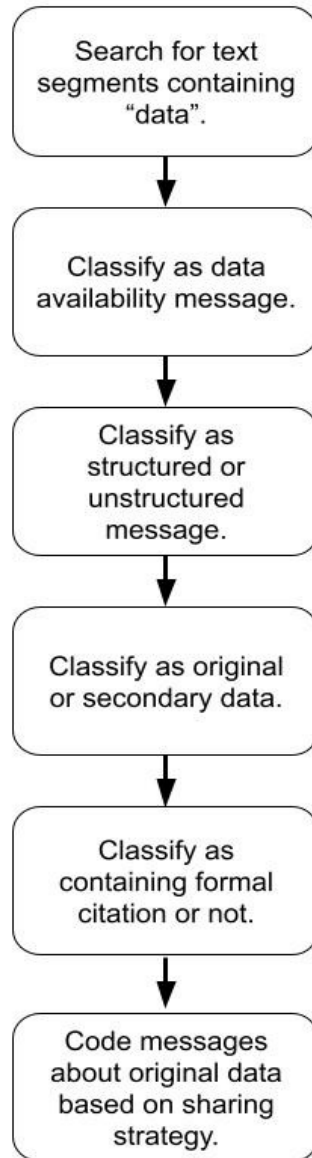 Search for text
segments containing
“data”.
Classify as data
availability message.
Classify as
structured or
unstructured
message.
Classify as original
or secondary data.
Classify as
containing formal
citation or not.
Code messages
about original data
based on sharing
strategy.